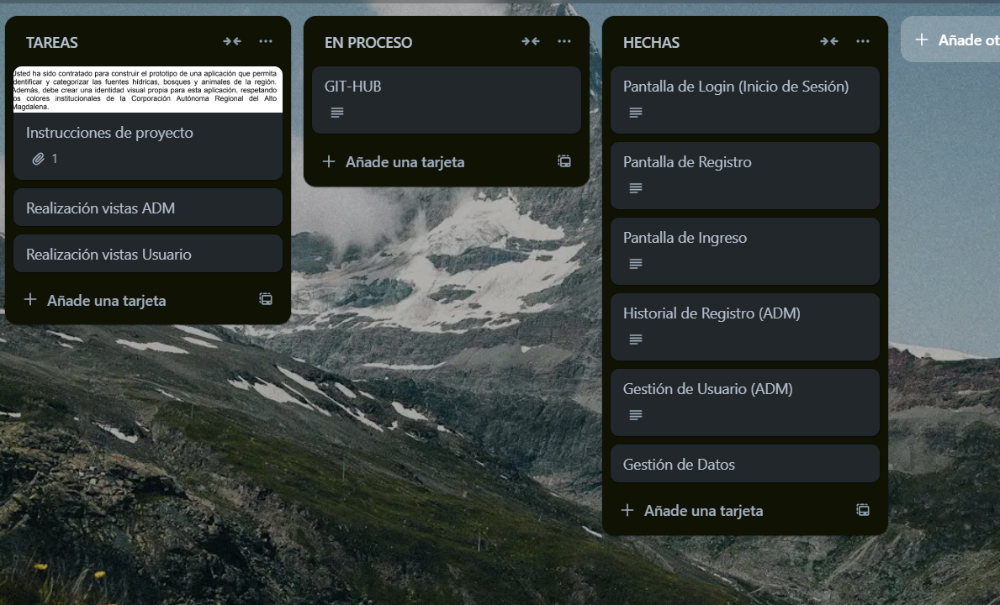 TAREAS
Usted ha sido contratado para construir el prototipo de una aplicación que permita
identificar y categorizar las fuentes hídricas, bosques y animales de la región.
Además, debe crear una identidad visual propia para esta aplicación, respetando
los colores institucionales de la Corporación Autónoma Regional del Alto
Magdalena.
Instrucciones de proyecto
1
Realización vistas ADM
Realización vistas Usuario
Añade una tarjeta
EN PROCESO
GIT-HUB
Añade una tarjeta
HECHAS
Pantalla de Login (Inicio de Sesión)
Pantalla de Registro
Pantalla de Ingreso
Historial de Registro (ADM)
Gestión de Usuario (ADM)
Gestión de Datos
Añade una tarjeta
Añade ot